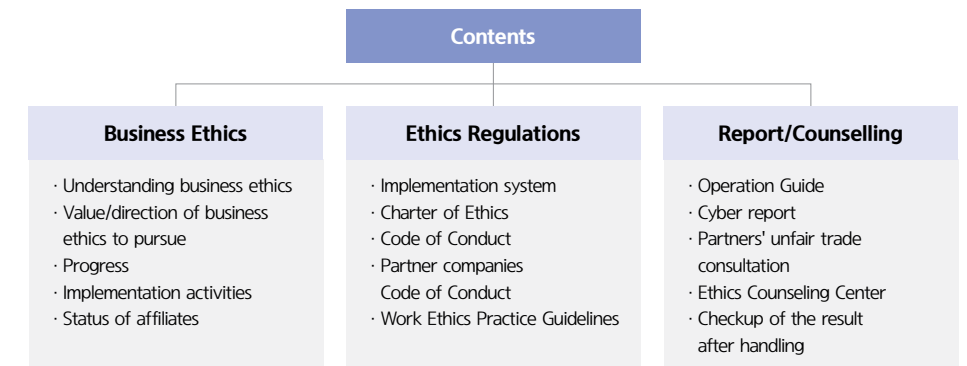 Contents
Business Ethics
· Understanding business ethics
· Value/direction of business
ethics to pursue
· Progress
· Implementation activities
· Status of affiliates
Ethics Regulations
· Implementation system
· Charter of Ethics
· Code of Conduct
· Partner companies
Code of Conduct
· Work Ethics Practice Guidelines
Report/Counselling
· Operation Guide
· Cyber report
· Partners' unfair trade
consultation
· Ethics Counseling Center
· Checkup of the result
after handling